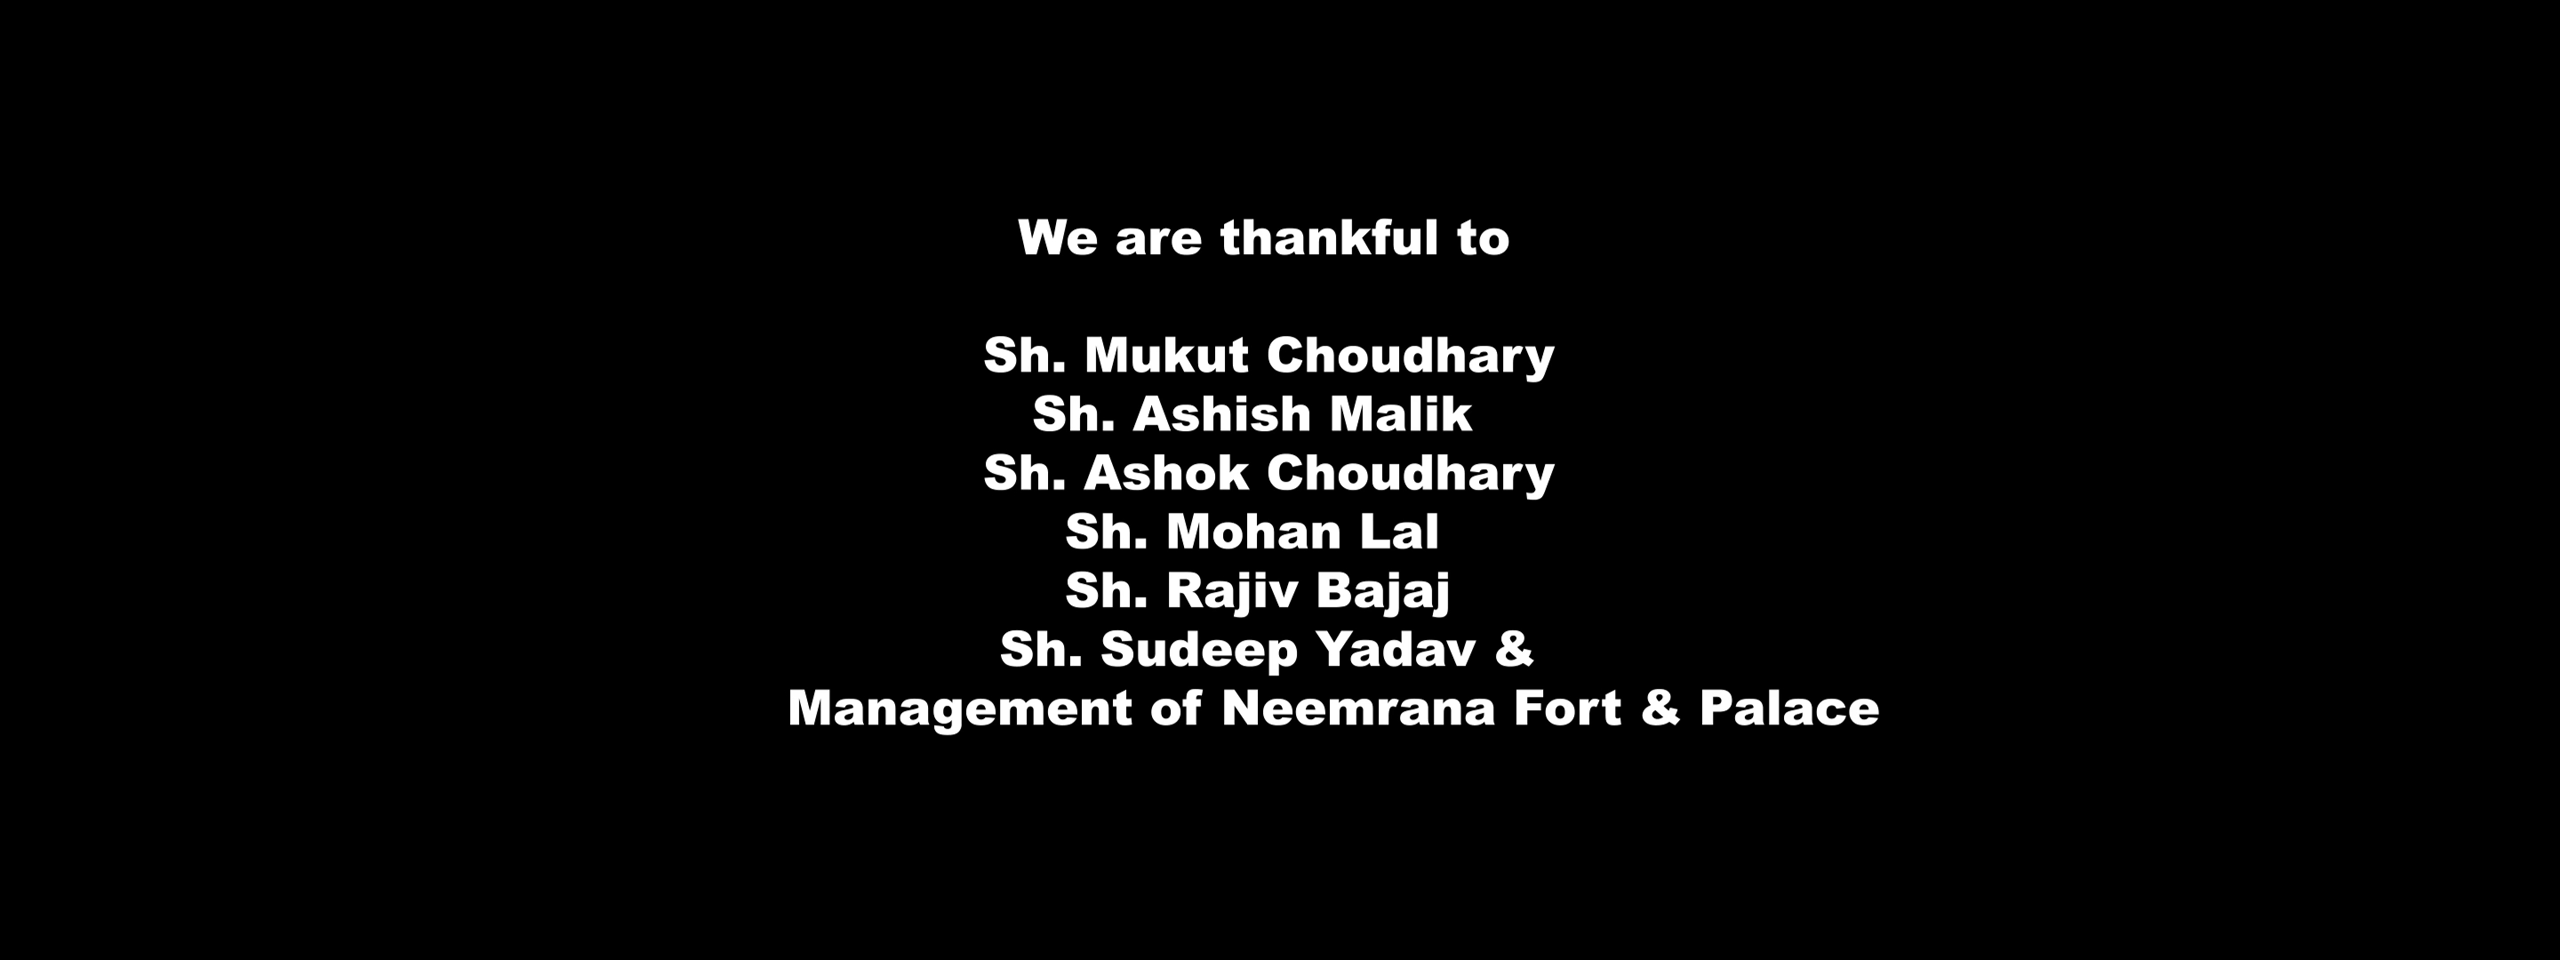 We are thankful to
Sh. Mukut Choudhary
Sh. Ashish Malik
Sh. Ashok Choudhary
Sh. Mohan Lal
Sh. Rajiv Bajaj
Sh. Sudeep Yadav &
Management of Neemrana Fort & Palace